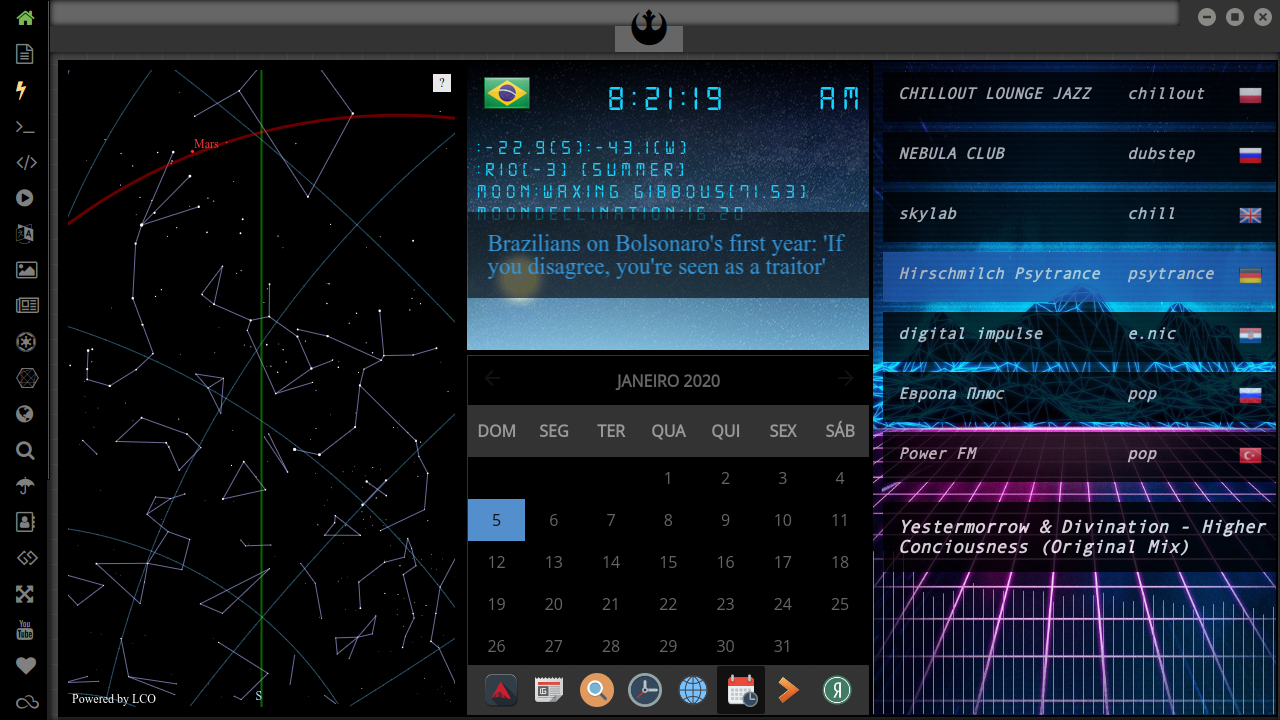 ?
Mars
Powered by LCO
S
8:21:19 AM
:-22.9(S):-43.1(W)
:RIO(-3) (SUMMER)
MOON:WAXING GIBBOUS(71.53)
MOONDECLINATION:16.20
Brazilians on Bolsonaro's first year: 'If
you disagree, you're seen as a traitor'
JANEIRO 2020
DOM SEG TER QUA QUI SEX SÁB
1 2 3 4
5 6 7 8 9 10 11
12 13 14 15 16 17 18
19 20 21 22 23 24 25
26 27 28 29 30 31
Я
CHILLOUT LOUNGE JAZZ chillout
NEBULA CLUB dubstep
skylab chill
Hirschmilch Psytrance psytrance
digital impulse e.nic
Европа Плюс pop
Power FM pop
Yestermorrow & Divination - Higher
Conciousness (Original Mix)
You
Tube